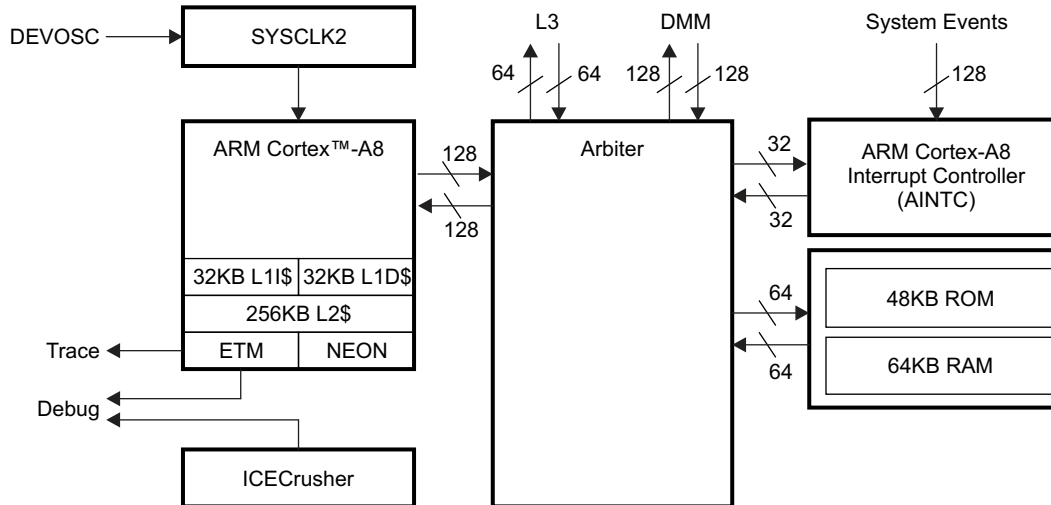 L3
DMM
System Events
DEVOSC
SYSCLK2
64
64
128
128
128
ARM Cortex™-A8
128
128
Arbiter
32
32
ARM Cortex-A8
Interrupt Controller
(AINTC)
32KB L1I$
32KB L1D$
256KB L2$
ETM
NEON
64
64
48KB ROM
64KB RAM
Trace
Debug
ICECrusher